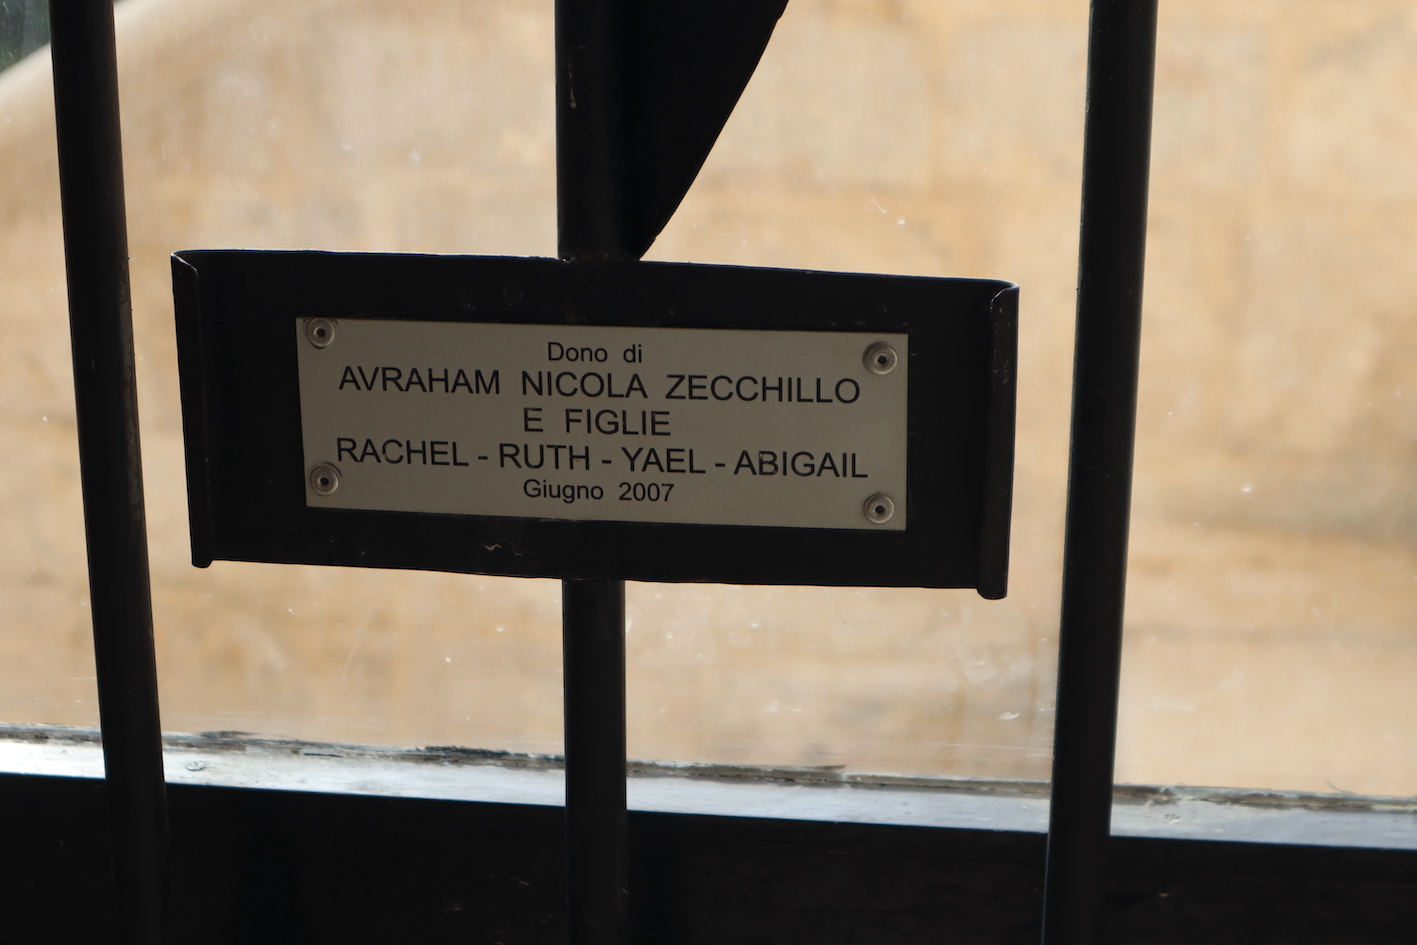 Dono di
AVRAHAM NICOLA ZECCHILLO
E FIGLIE
RACHEL - RUTH - YAEL - ABIGAIL
Giugno 2007